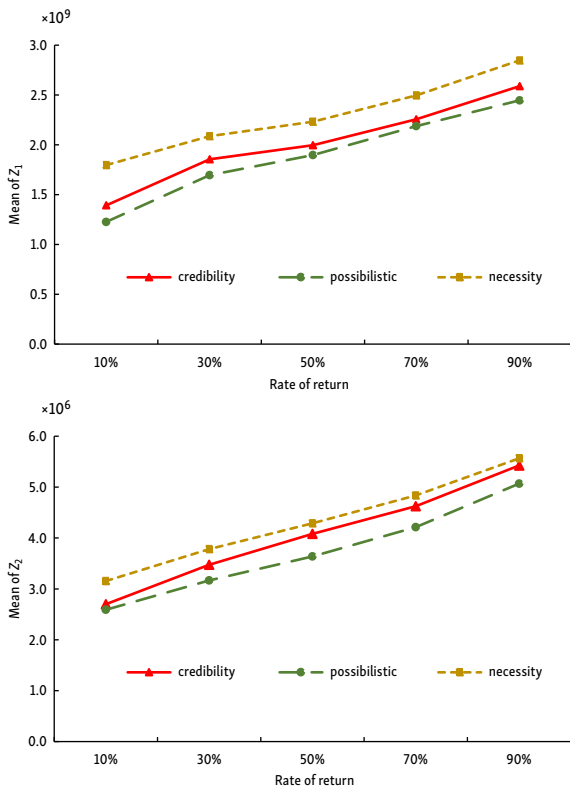 ×10⁹
3.0
2.5
2.0
1.5
1.0
0.5
0.0
Mean of Z₁
credibility possibilistic necessity
10% 30% 50% 70% 90%
Rate of return
×10⁶
6.0
5.0
4.0
3.0
2.0
1.0
0.0
Mean of Z₂
credibility possibilistic necessity
10% 30% 50% 70% 90%
Rate of return